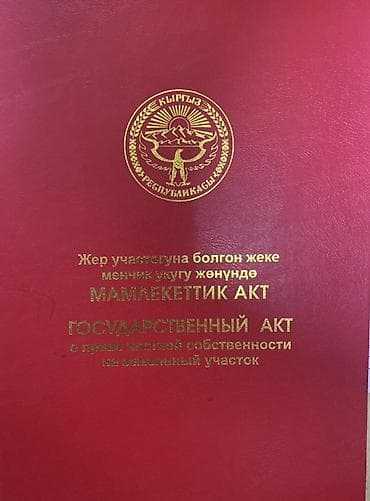 КЫРГЫЗ
РЕСПУБЛИКАСЫ
Жер участогуна болгон жеке
менчик укугу жөнүндө
МАМЛЕКЕТТИК АКТ
ГОСУДАРСТВЕННЫЙ АКТ
о праве частной собственности
на земельный участок